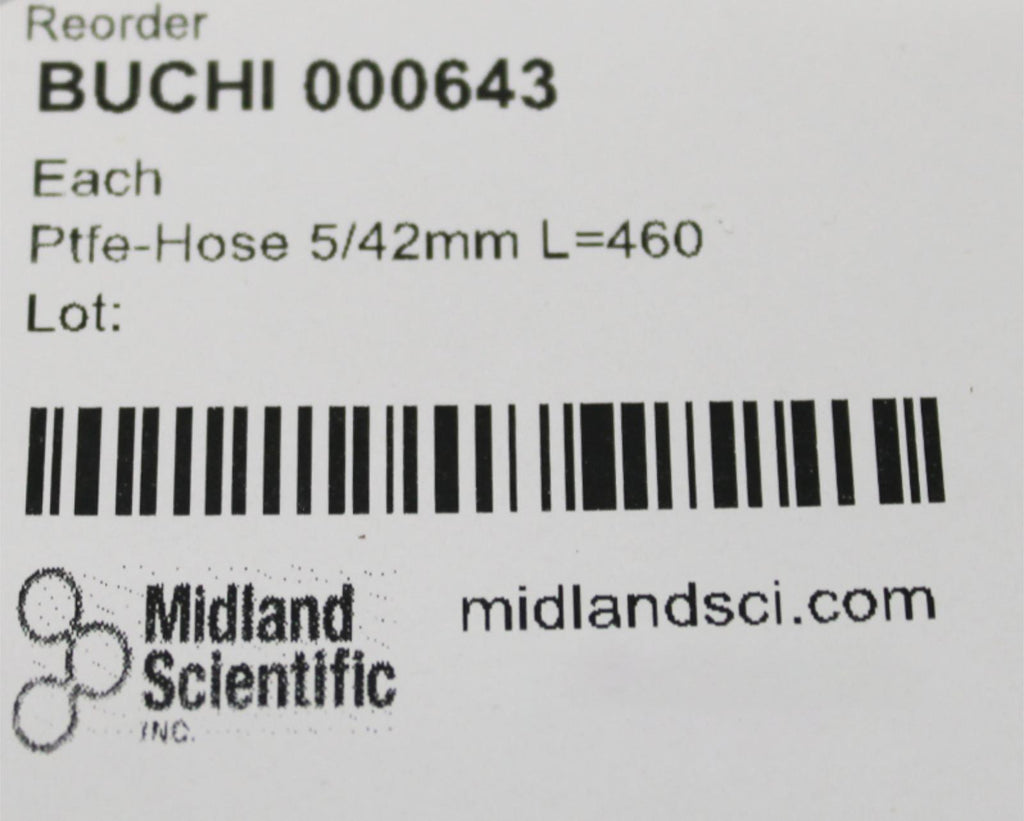 Reorder
BUCHI 000643
Each
Ptfe-Hose 5/42mm L=460
Lot:
midlandsci.com
Midland
Scientific
INC.